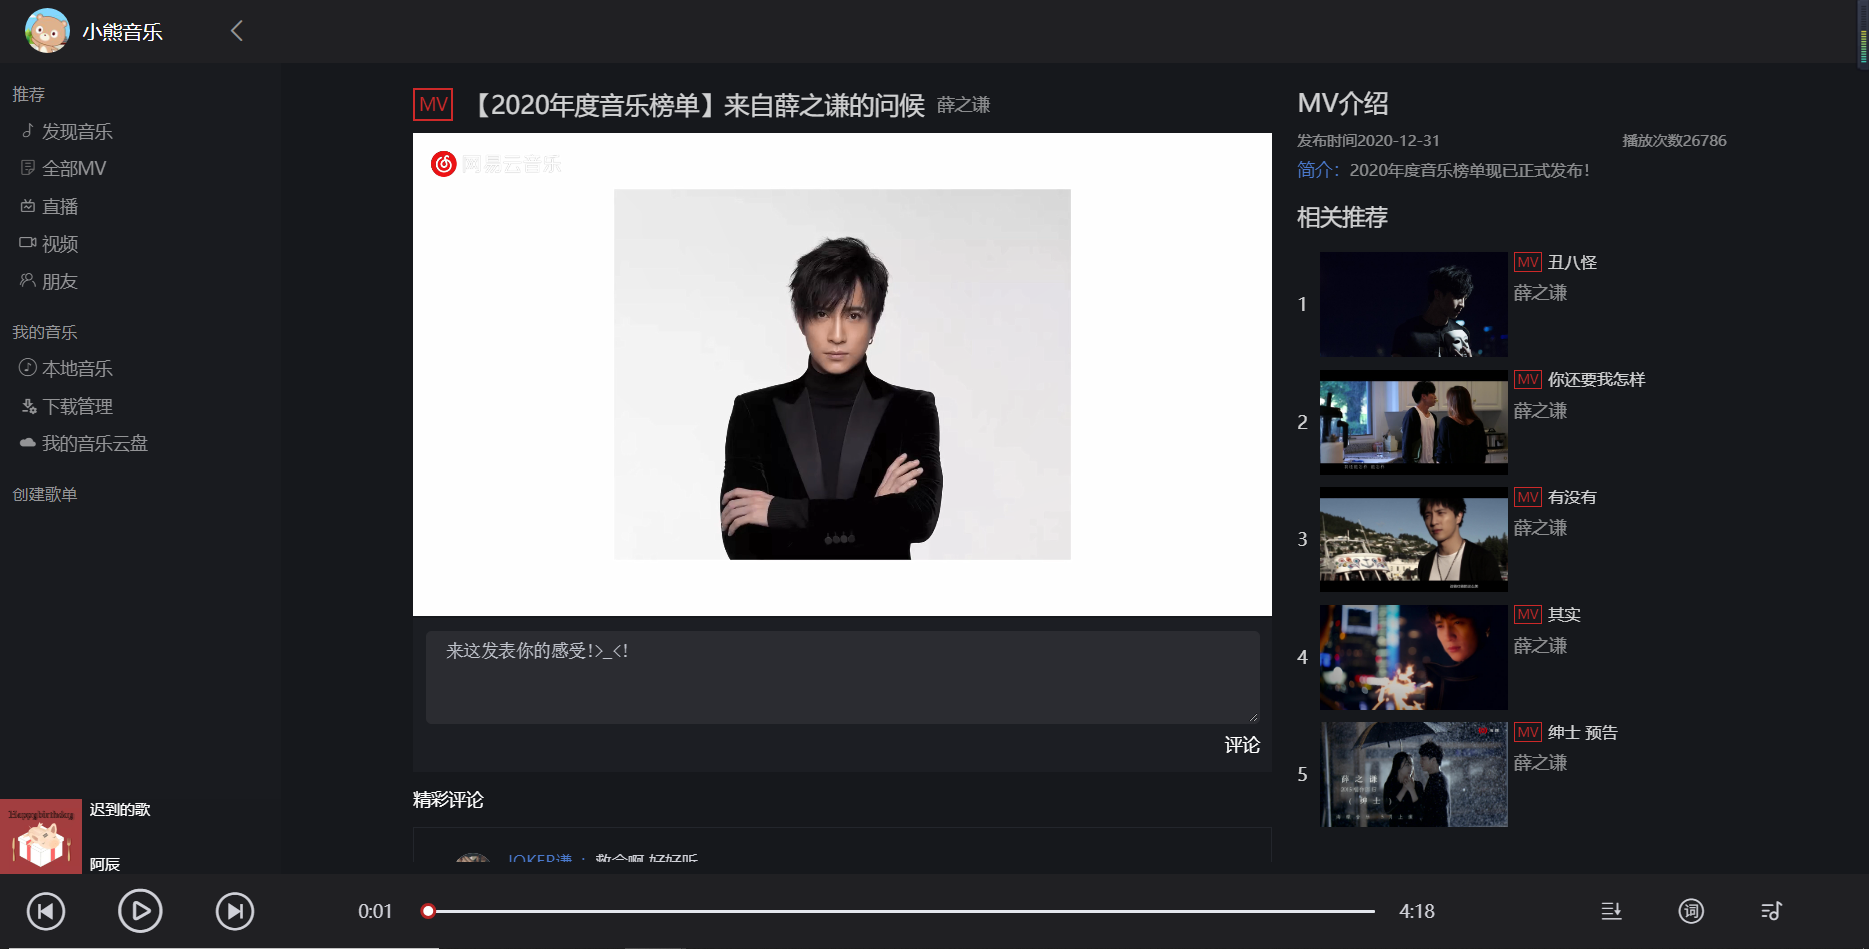 小熊音乐
推荐
发现音乐
全部MV
直播
视频
朋友
我的音乐
本地音乐
下载管理
我的音乐云盘
创建歌单
Happy birthday
迟到的歌
阿辰
MV 【2020年度音乐榜单】来自薛之谦的问候 薛之谦
网易云音乐
来这发表你的感受!>_<!
评论
精彩评论
JOKER谦 : 救命啊 好好听
MV介绍
发布时间2020-12-31 播放次数26786
简介: 2020年度音乐榜单现已正式发布!
相关推荐
1
MV 丑八怪
薛之谦
2
MV 你还要我怎样
薛之谦
3
MV 有没有
薛之谦
4
MV 其实
薛之谦
5
薛之谦
(绅士)
MV 绅士 预告
薛之谦
0:01
4:18
词